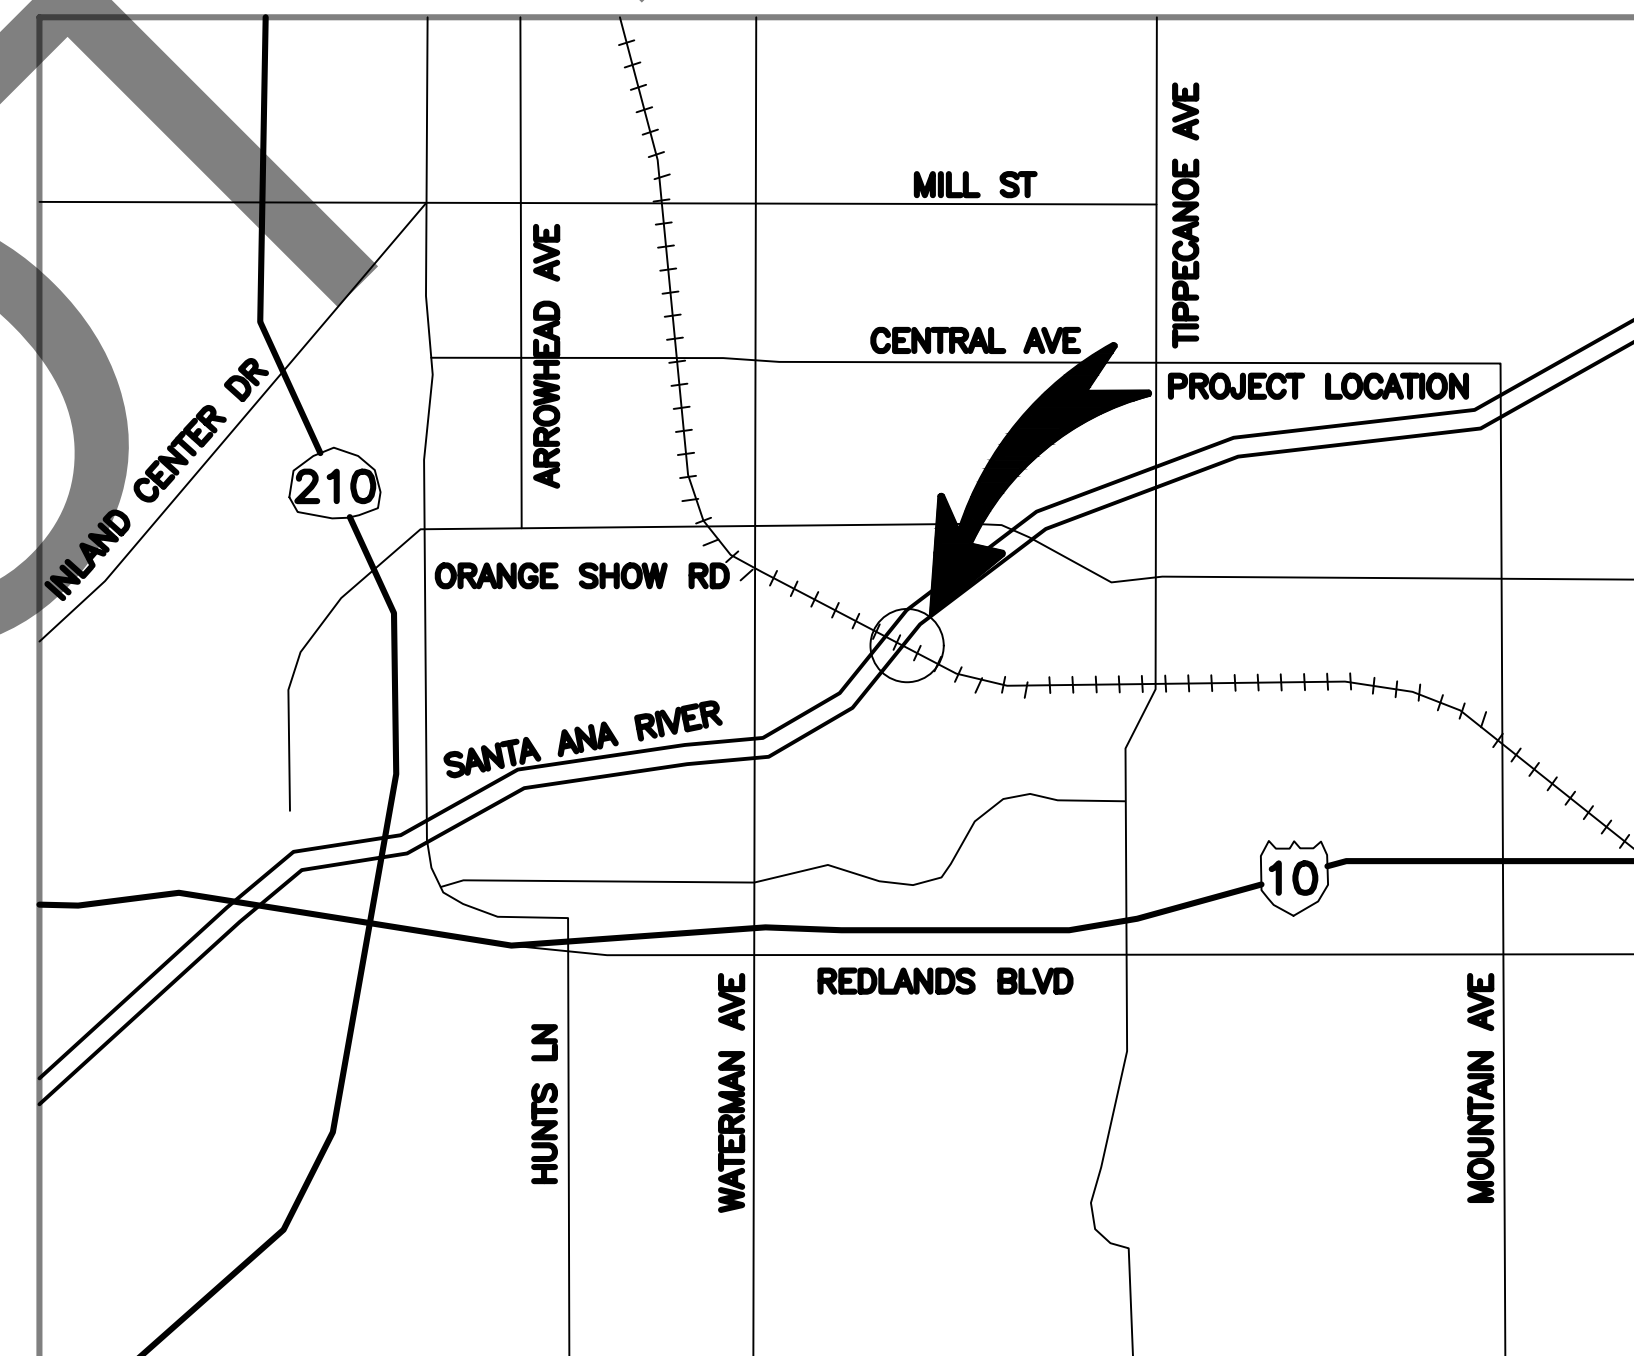 TIPPECANOE AVE
MILL ST
ARROWHEAD AVE
CENTRAL AVE
PROJECT LOCATION
INLAND CENTER DR
210
ORANGE SHOW RD
SANTA ANA RIVER
10
REDLANDS BLVD
HUNTS LN
WATERMAN AVE
MOUNTAIN AVE